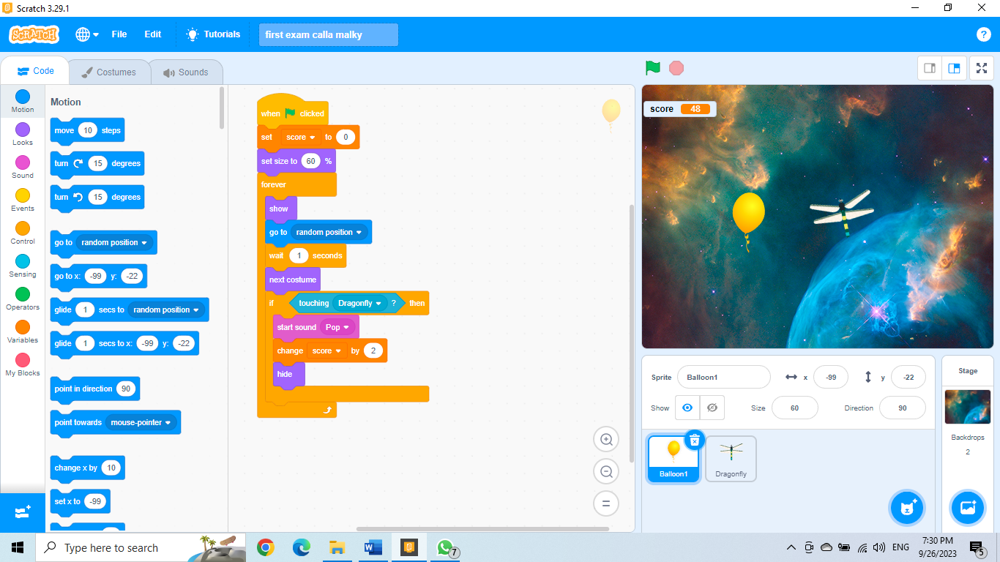 Scratch 3.29.1
SCRATCH
File
Edit
Tutorials
first exam calla malky
?
Code
Costumes
Sounds
Motion
Looks
Sound
Events
Control
Sensing
Operators
Variables
My Blocks
Motion
move 10 steps
turn 15 degrees
turn 15 degrees
go to random position
go to x: -99 y: -22
glide 1 secs to random position
glide 1 secs to x: -99 y: -22
point in direction 90
point towards mouse-pointer
change x by 10
set x to -99
when clicked
set score to 0
set size to 60 %
forever
show
go to random position
wait 1 seconds
next costume
if touching Dragonfly ? then
start sound Pop
change score by 2
hide
score 48
Sprite Balloon1 x -99 y -22
Show Size 60 Direction 90
Balloon1
Dragonfly
Stage
Backdrops
2
Type here to search
7
ENG
7:30 PM
9/26/2023
5